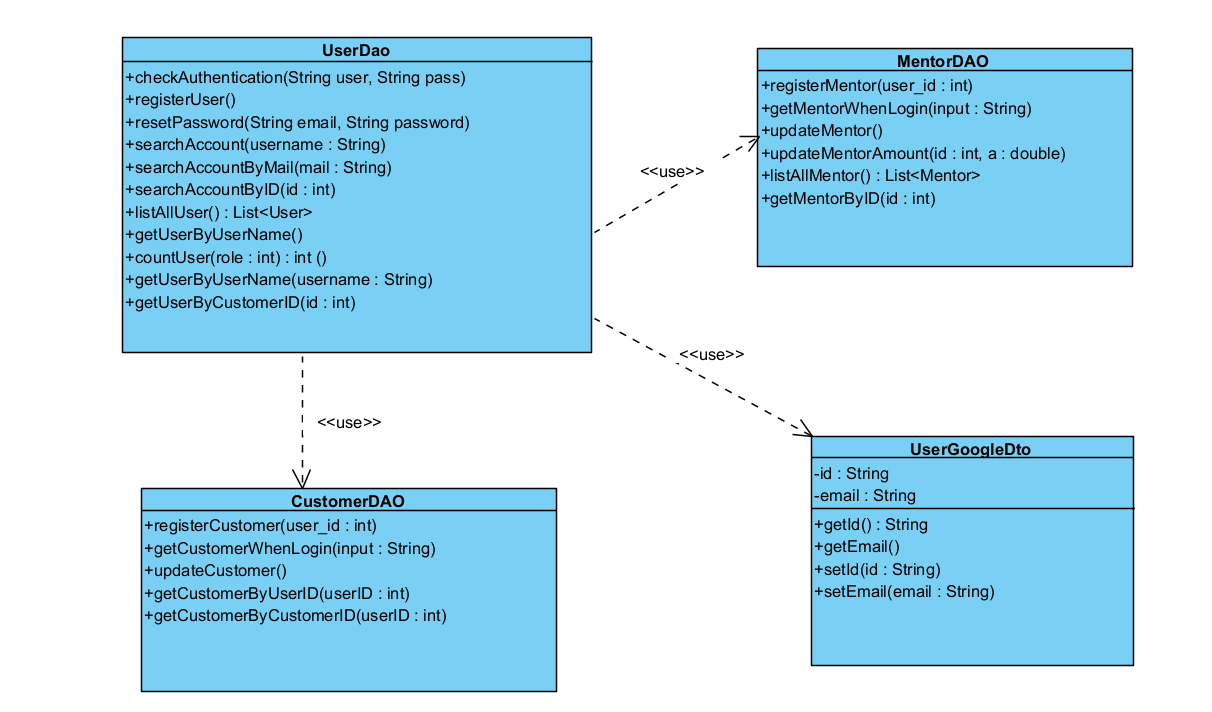 UserDao
+checkAuthentication(String user, String pass)
+registerUser()
+resetPassword(String email, String password)
+searchAccount(username : String)
+searchAccountByMail(mail : String)
+searchAccountByID(id : int)
+listAllUser() : List<User>
+getUserByUserName()
+countUser(role : int) : int ()
+getUserByUserName(username : String)
+getUserByCustomerID(id : int)
MentorDAO
+registerMentor(user_id : int)
+getMentorWhenLogin(input : String)
+updateMentor()
+updateMentorAmount(id : int, a : double)
+listAllMentor() : List<Mentor>
+getMentorByID(id : int)
<<use>>
<<use>>
<<use>>
CustomerDAO
+registerCustomer(user_id : int)
+getCustomerWhenLogin(input : String)
+updateCustomer()
+getCustomerByUserID(userID : int)
+getCustomerByCustomerID(userID : int)
UserGoogleDto
-id : String
-email : String
+getId() : String
+getEmail()
+setId(id : String)
+setEmail(email : String)